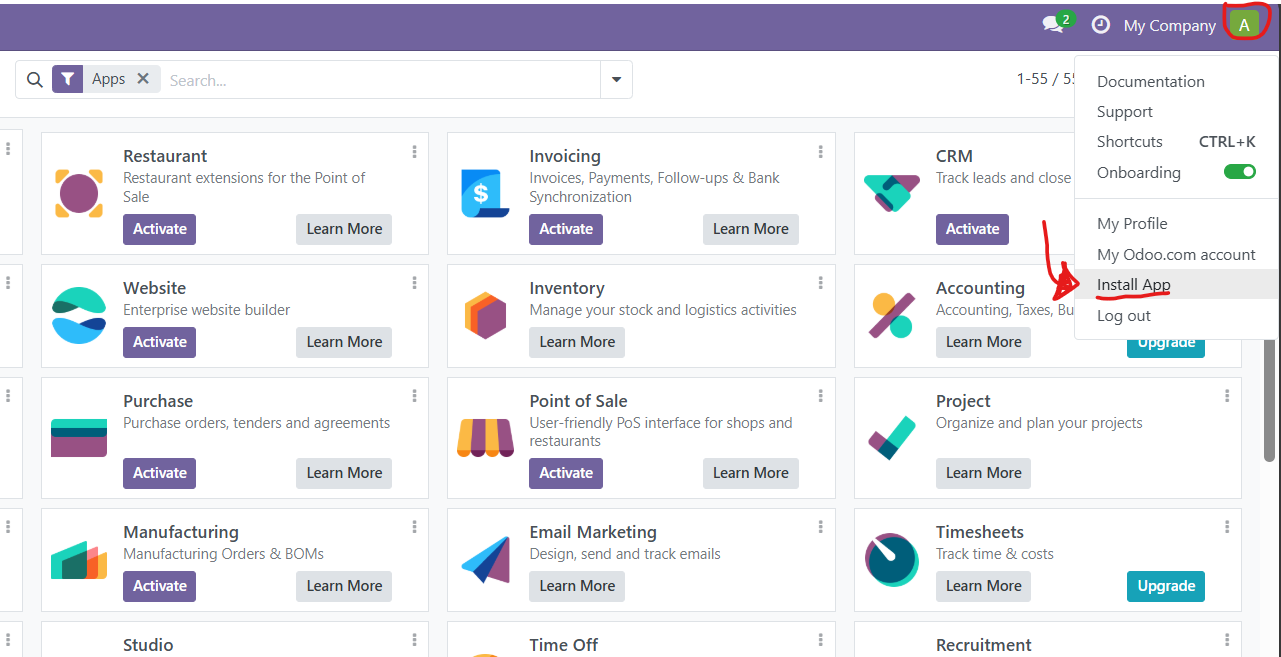 2
My Company
A
Apps
Search...
1-55 / 55
Documentation
Support
Shortcuts CTRL+K
Onboarding
My Profile
My Odoo.com account
Install App
Log out
Restaurant
Restaurant extensions for the Point of
Sale
Activate
Learn More
Invoicing
Invoices, Payments, Follow-ups & Bank
Synchronization
Activate
Learn More
CRM
Track leads and close
Activate
Website
Enterprise website builder
Activate
Learn More
Inventory
Manage your stock and logistics activities
Learn More
Accounting
Accounting, Taxes, Bu
Learn More
Upgrade
Purchase
Purchase orders, tenders and agreements
Activate
Learn More
Point of Sale
User-friendly PoS interface for shops and
restaurants
Activate
Learn More
Project
Organize and plan your projects
Learn More
Manufacturing
Manufacturing Orders & BOMs
Activate
Learn More
Email Marketing
Design, send and track emails
Learn More
Timesheets
Track time & costs
Learn More
Upgrade
Studio
Time Off
Recruitment